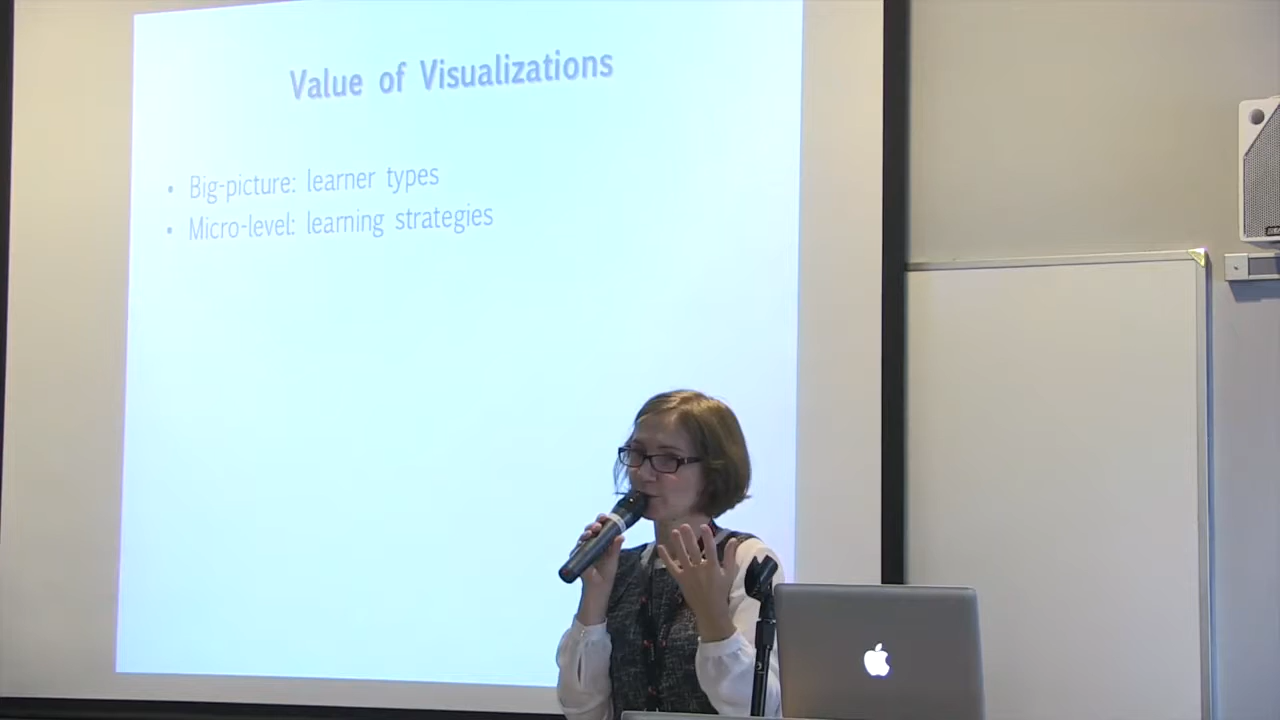 Value of Visualizations
• Big-picture: learner types
• Micro-level: learning strategies